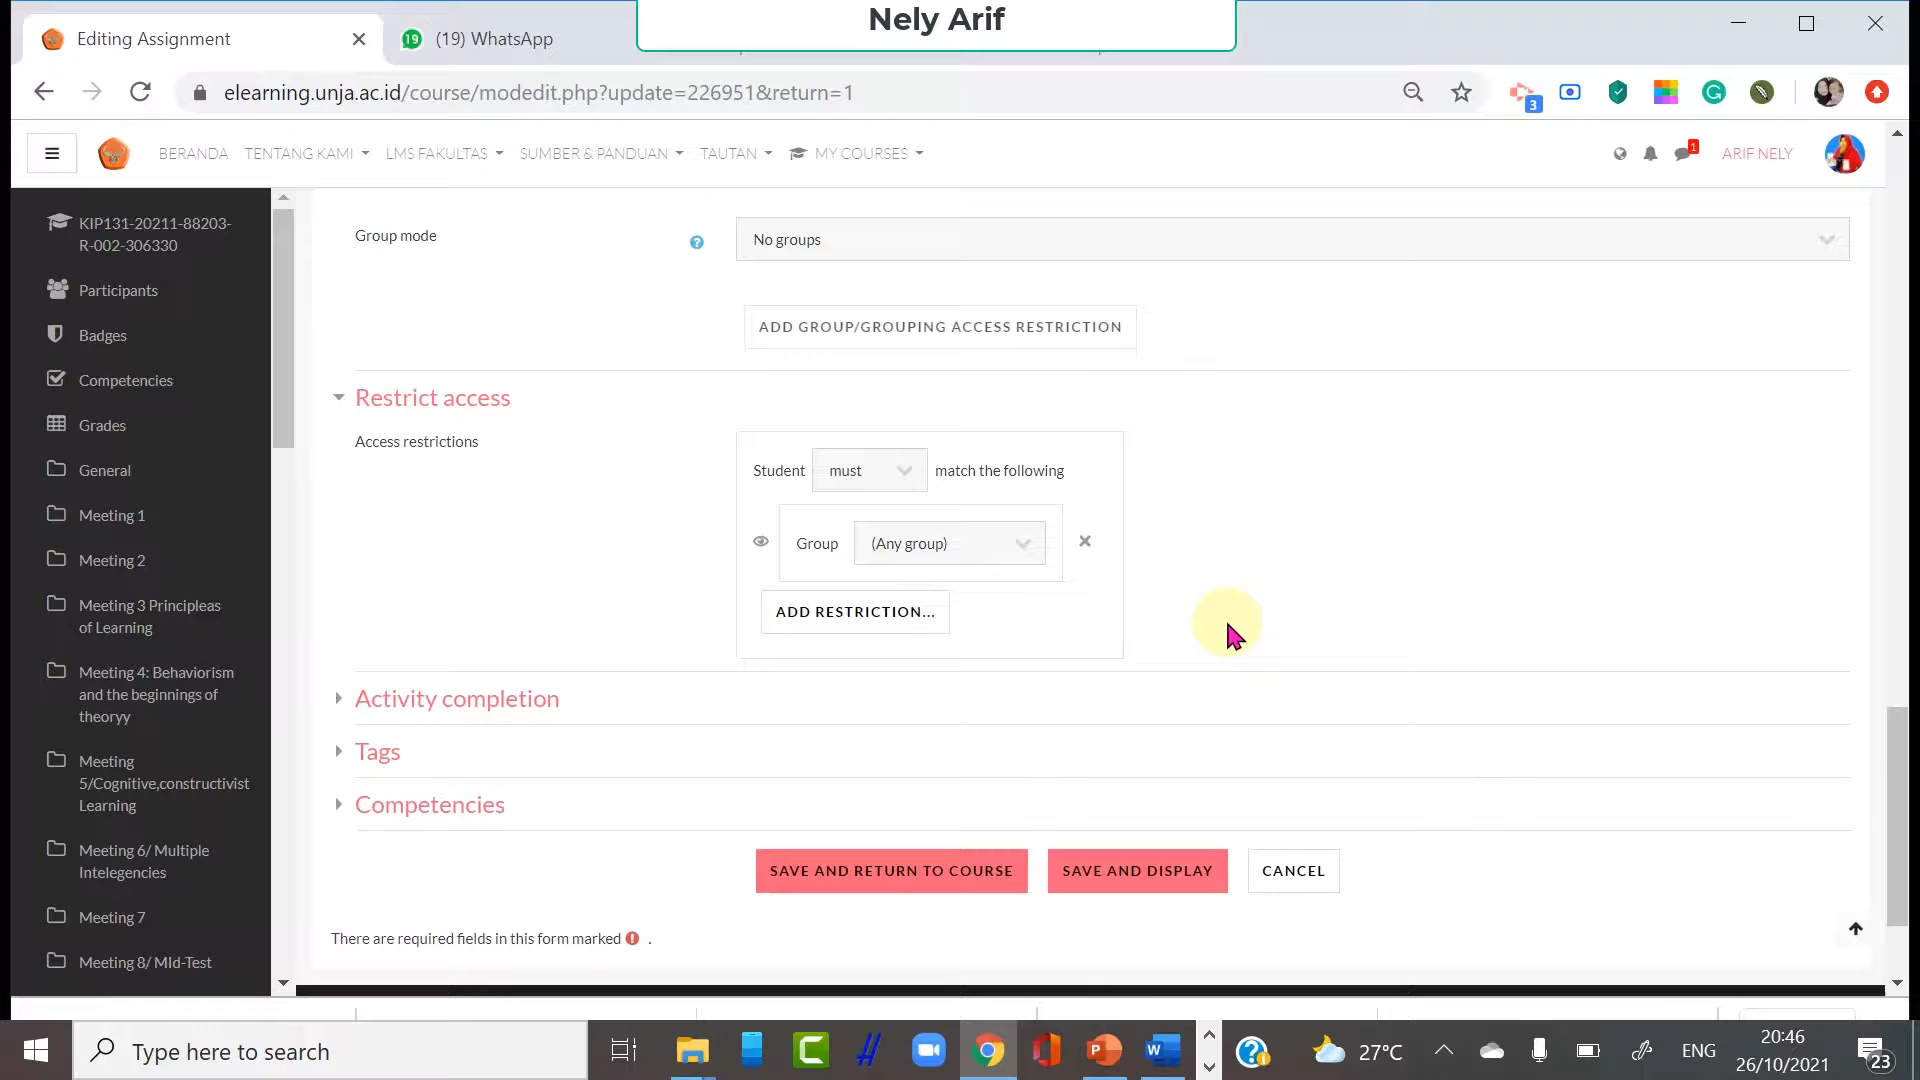 Nely Arif
Editing Assignment
19
(19) WhatsApp
elearning.unja.ac.id/course/modedit.php?update=226951&return=1
3
BERANDA
TENTANG KAMI
LMS FAKULTAS
SUMBER & PANDUAN
TAUTAN
MY COURSES
1
ARIF NELY
KIP131-20211-88203-
R-002-306330
Participants
Badges
Competencies
Grades
General
Meeting 1
Meeting 2
Meeting 3 Principleas
of Learning
Meeting 4: Behaviorism
and the beginnings of
theoryy
Meeting
5/Cognitive,constructivist
Learning
Meeting 6/ Multiple
Intelegencies
Meeting 7
Meeting 8/ MId-Test
Group mode
?
No groups
ADD GROUP/GROUPING ACCESS RESTRICTION
Restrict access
Access restrictions
Student must match the following
Group (Any group)
ADD RESTRICTION...
Activity completion
Tags
Competencies
SAVE AND RETURN TO COURSE
SAVE AND DISPLAY
CANCEL
There are required fields in this form marked ! .
Type here to search
27°C
ENG
20:46
26/10/2021
23